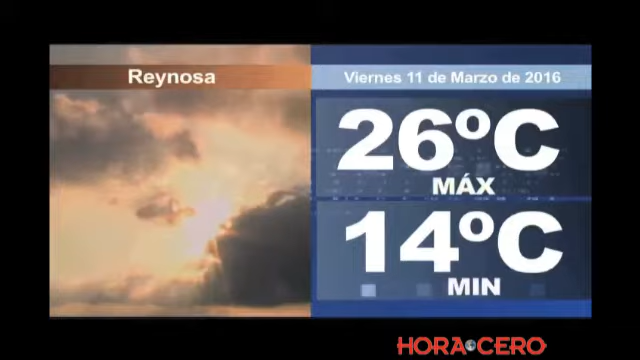 Reynosa
Viernes 11 de Marzo de 2016
26ºC
MÁX
14ºC
MIN
HORA CERO